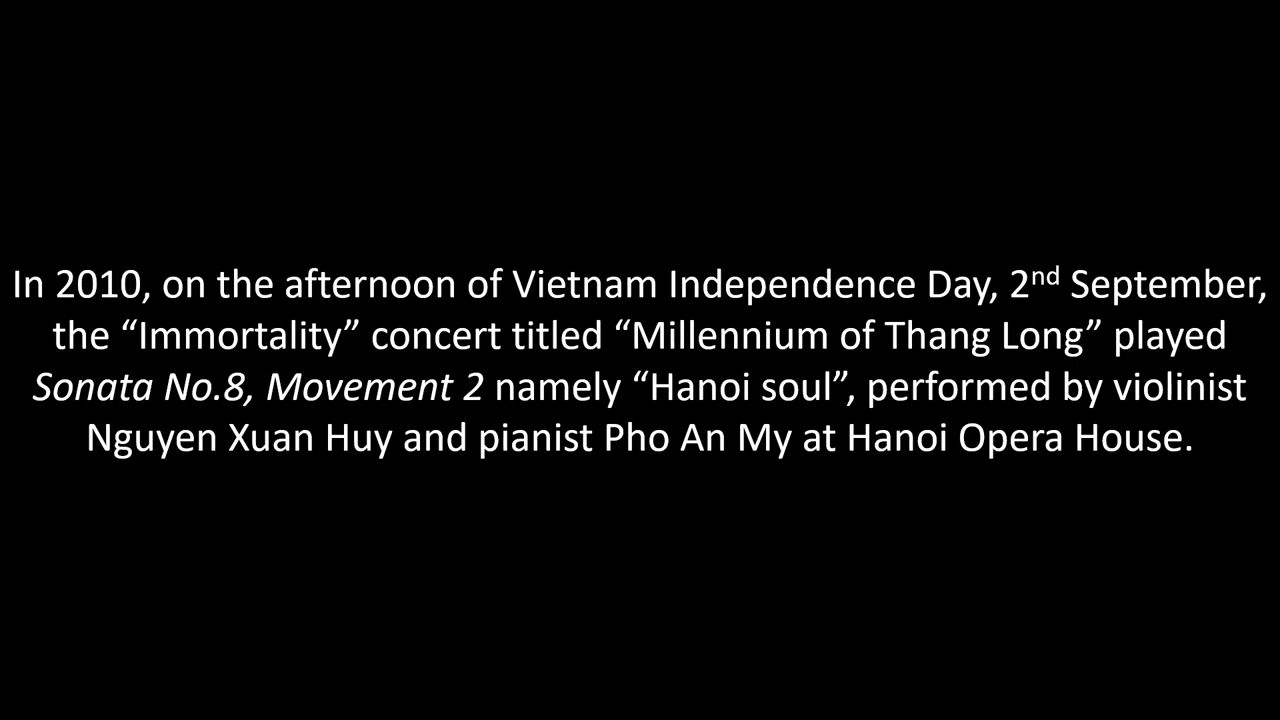 In 2010, on the afternoon of Vietnam Independence Day, 2nd September,
the “Immortality” concert titled “Millennium of Thang Long” played
Sonata No.8, Movement 2 namely “Hanoi soul”, performed by violinist
Nguyen Xuan Huy and pianist Pho An My at Hanoi Opera House.